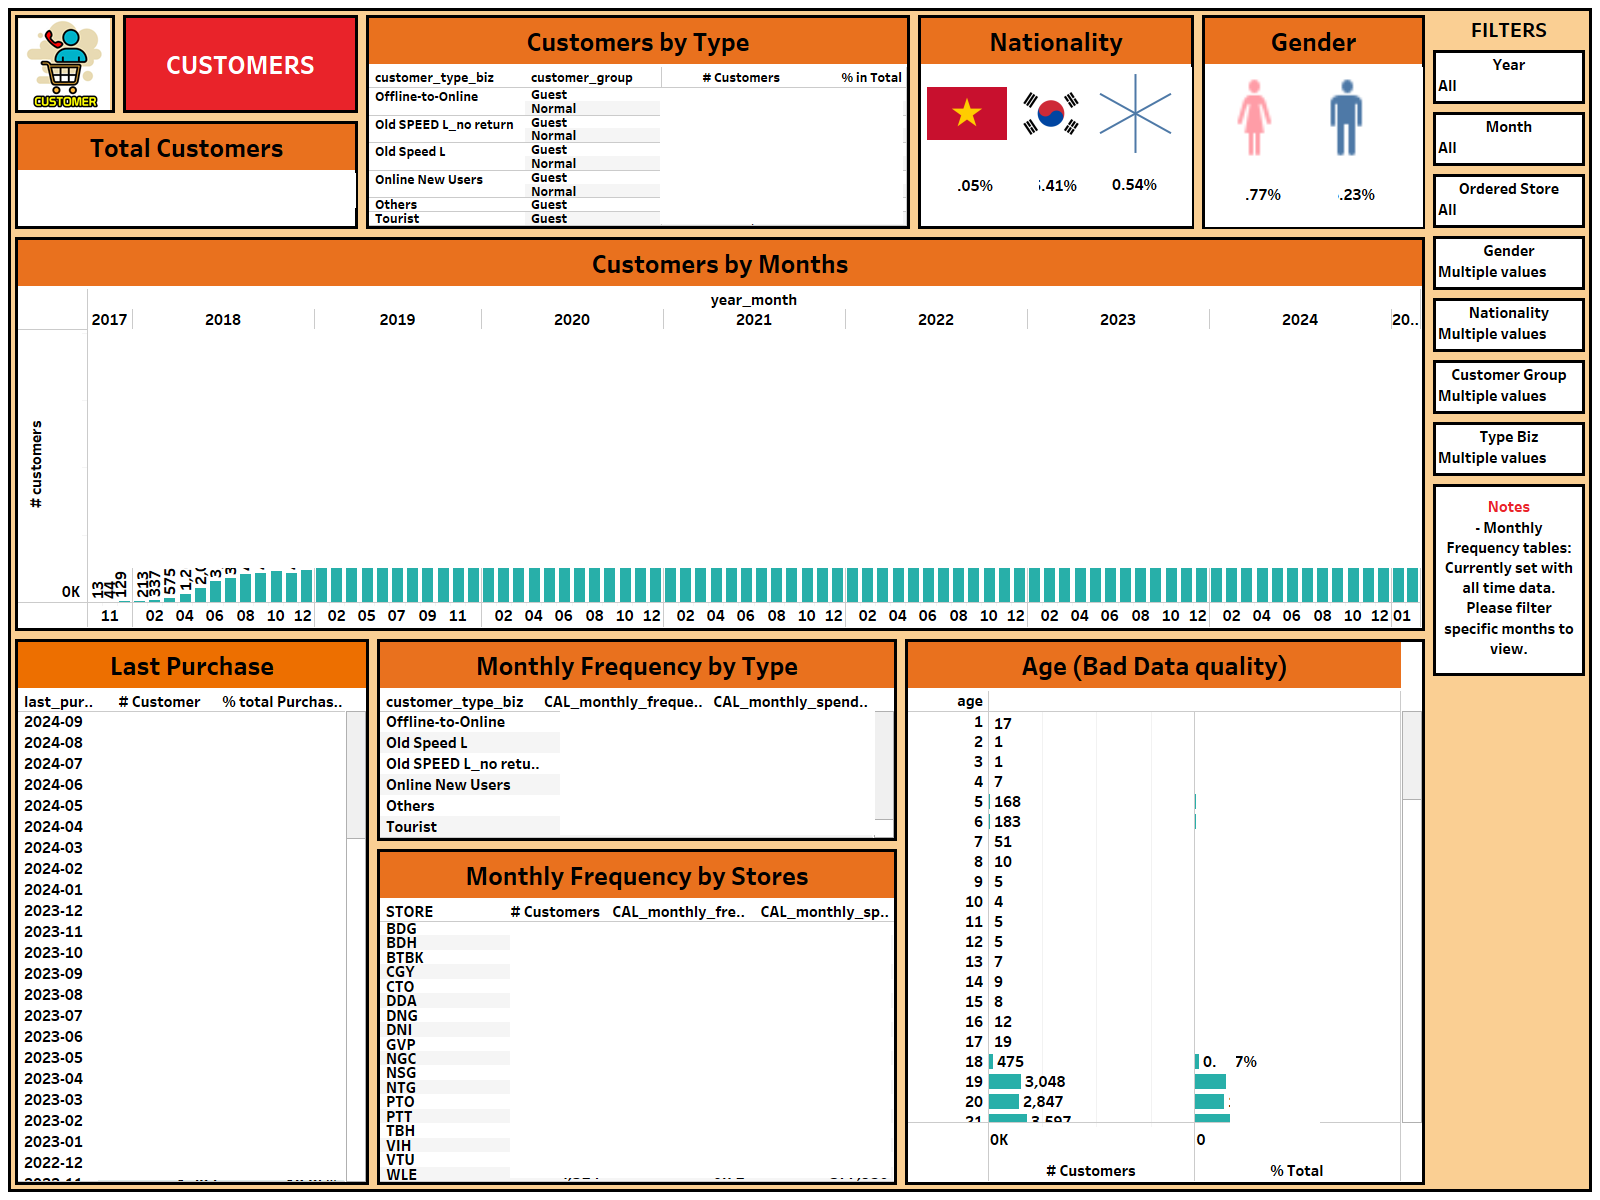 CUSTOMER
CUSTOMERS
Total Customers
Customers by Type
customer_type_biz customer_group # Customers % in Total
Offline-to-Online Guest
Normal
Old SPEED L_no return Guest
Normal
Old Speed L Guest
Normal
Online New Users Guest
Normal
Others Guest
Tourist Guest
Nationality
.05% .41% 0.54%
Gender
.77% .23%
FILTERS
Year
All
Month
All
Ordered Store
All
Gender
Multiple values
Nationality
Multiple values
Customer Group
Multiple values
Type Biz
Multiple values
Notes
- Monthly
Frequency tables:
Currently set with
all time data.
Please filter
specific months to
view.
Customers by Months
year_month
2017 2018 2019 2020 2021 2022 2023 2024 20..
# customers
0K
13 44 129 213 337 575
11 02 04 06 08 10 12 02 05 07 09 11 02 04 06 08 10 12 02 04 06 08 10 12 02 04 06 08 10 12 02 04 06 08 10 12 02 04 06 08 10 12 01
Last Purchase
last_pur.. # Customer % total Purchas..
2024-09
2024-08
2024-07
2024-06
2024-05
2024-04
2024-03
2024-02
2024-01
2023-12
2023-11
2023-10
2023-09
2023-08
2023-07
2023-06
2023-05
2023-04
2023-03
2023-02
2023-01
2022-12
Monthly Frequency by Type
customer_type_biz CAL_monthly_freque.. CAL_monthly_spend..
Offline-to-Online
Old Speed L
Old SPEED L_no retu..
Online New Users
Others
Tourist
Monthly Frequency by Stores
STORE # Customers CAL_monthly_fre.. CAL_monthly_sp..
BDG
BDH
BTBK
CGY
CTO
DDA
DNG
DNI
GVP
NGC
NSG
NTG
PTO
PTT
TBH
VIH
VTU
WLE
Age (Bad Data quality)
age
1 17
2 1
3 1
4 7
5 168
6 183
7 51
8 10
9 5
10 4
11 5
12 5
13 7
14 9
15 8
16 12
17 19
18 475 0. 7%
19 3,048
20 2,847
21 3,597
0K 0
# Customers % Total